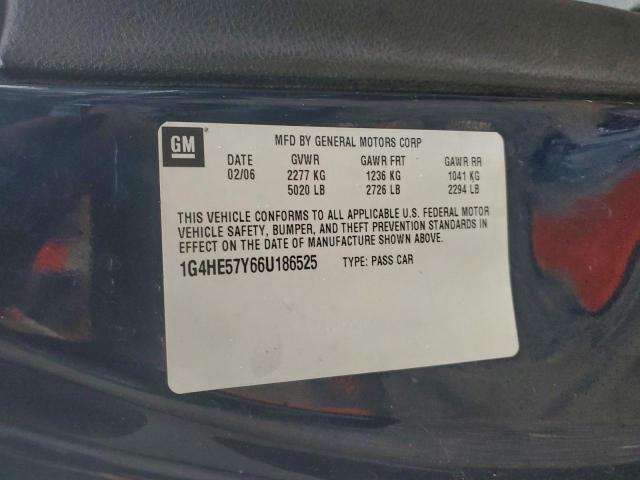 GM MFD BY GENERAL MOTORS CORP
DATE GVWR GAWR FRT GAWR RR
02/06 2277 KG 1236 KG 1041 KG
5020 LB 2726 LB 2294 LB
THIS VEHICLE CONFORMS TO ALL APPLICABLE U.S. FEDERAL MOTOR
VEHICLE SAFETY, BUMPER, AND THEFT PREVENTION STANDARDS IN
EFFECT ON THE DATE OF MANUFACTURE SHOWN ABOVE.
1G4HE57Y66U186525 TYPE: PASS CAR